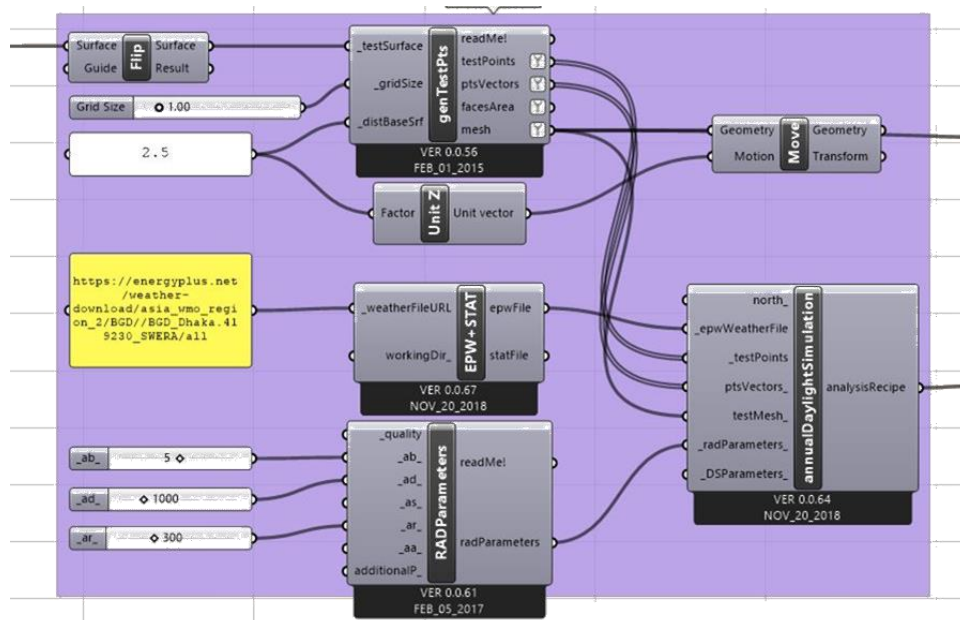 Surface
Guide
Flip
Surface
Result
Grid Size
1.00
2.5
_testSurface
_gridSize
_distBaseSrf
genTestPts
readMe!
testPoints
ptsVectors
facesArea
mesh
VER 0.0.56
FEB_01_2015
Factor
Unit Z
Unit vector
Geometry
Motion
Move
Geometry
Transform
https://energyplus.net
/weather-
download/asia_wmo_regi
on_2/BGD//BGD_Dhaka.41
9230_SWERA/all
_weatherFileURL
workingDir_
EPW+STAT
epwFile
statFile
VER 0.0.67
NOV_20_2018
north_
_epwWeatherFile
_testPoints
ptsVectors_
testMesh_
_radParameters_
_DSParameters_
annualDaylightSimulation
analysisRecipe
VER 0.0.64
NOV_20_2018
_ab_
5
_ad_
1000
_ar_
300
_quality
_ab_
_ad_
_as_
_ar_
_aa_
additionalP_
RADParameters
readMe!
radParameters
VER 0.0.61
FEB_05_2017